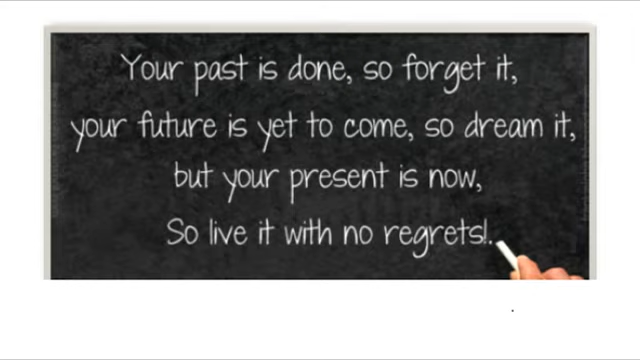 Your past is done, so forget it,
your future is yet to come, so dream it,
but your present is now,
So live it with no regrets!.